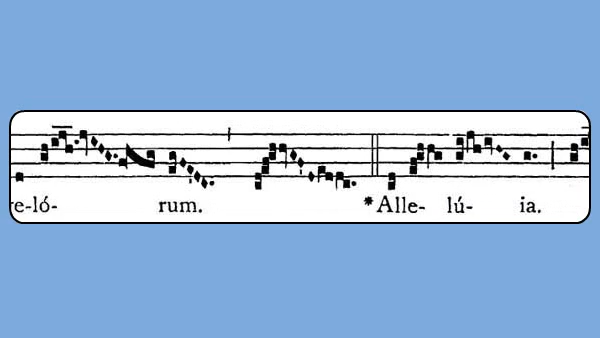 e-ló- rum. * Alle- lú- ia.